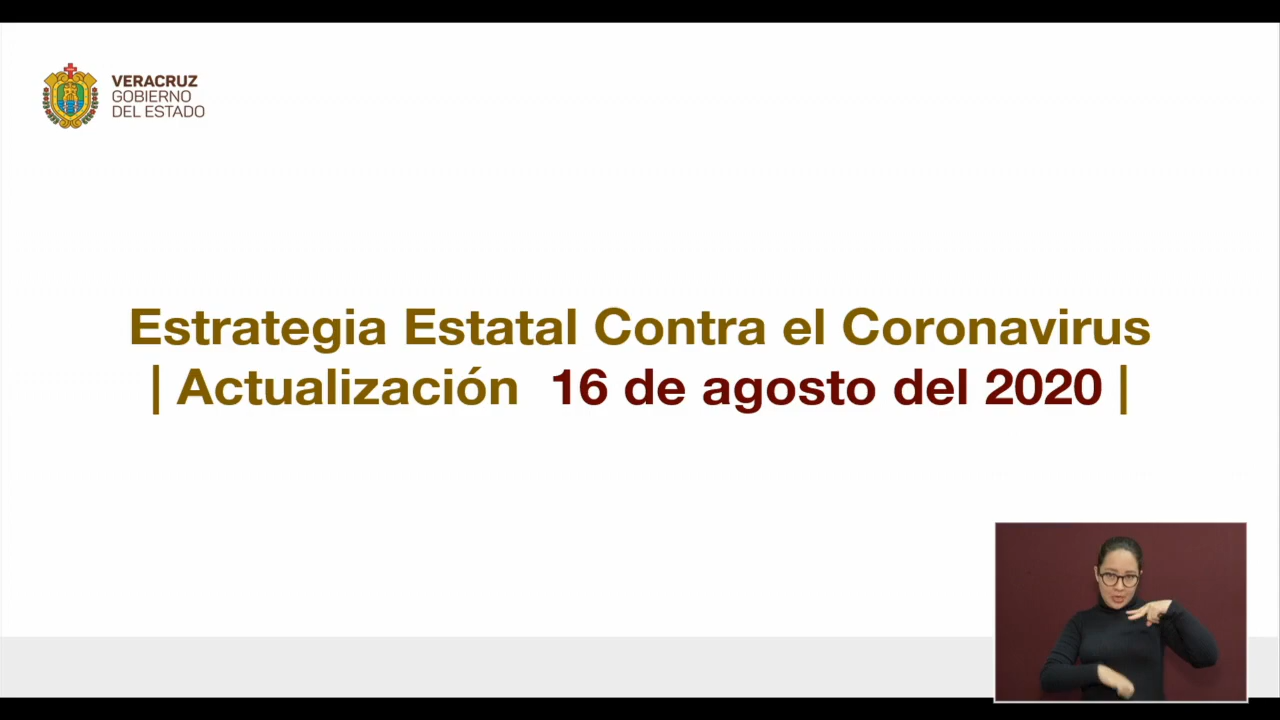 VERACRUZ
GOBIERNO
DEL ESTADO
Estrategia Estatal Contra el Coronavirus
| Actualización 16 de agosto del 2020 |